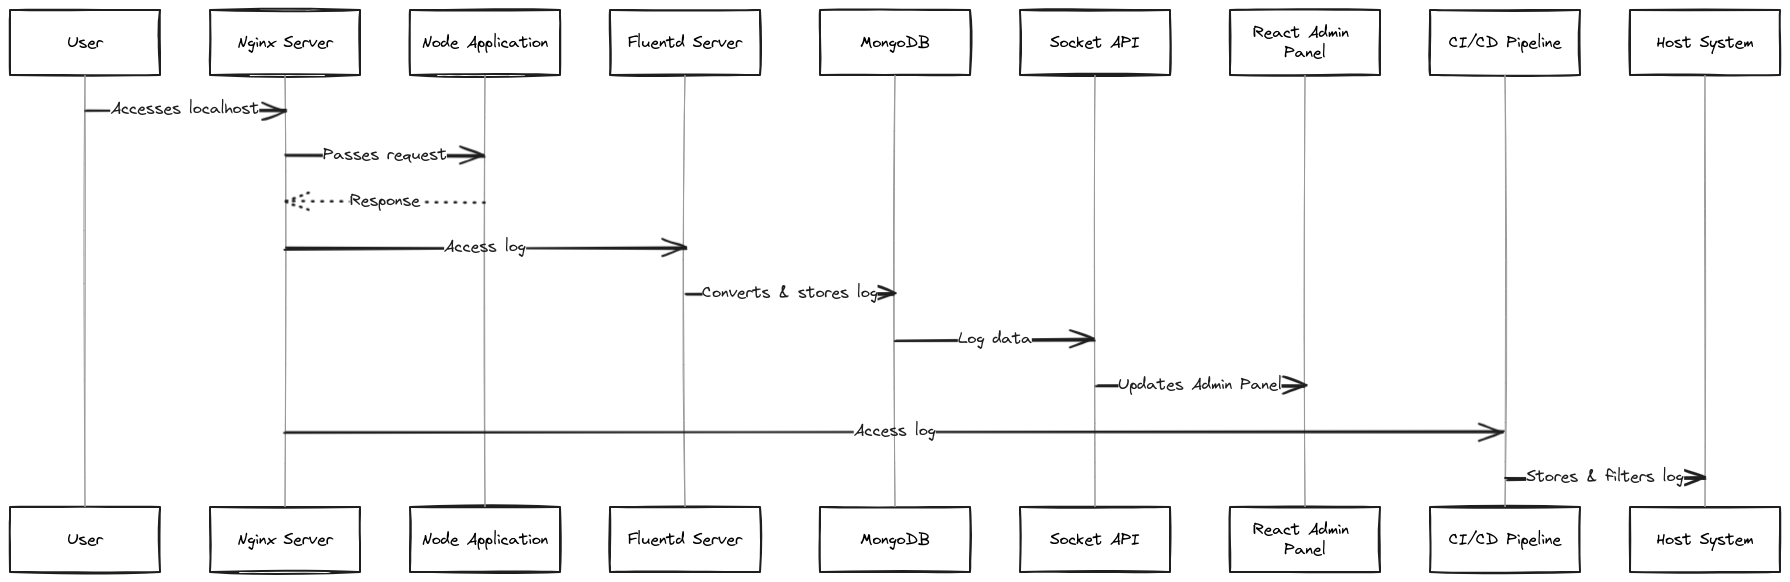 User
Nginx Server
Node Application
Fluentd Server
MongoDB
Socket API
React Admin
Panel
CI/CD Pipeline
Host System
Accesses localhost
Passes request
Response
Access log
Converts & stores log
Log data
Updates Admin Panel
Access log
Stores & filters log
User
Nginx Server
Node Application
Fluentd Server
MongoDB
Socket API
React Admin
Panel
CI/CD Pipeline
Host System